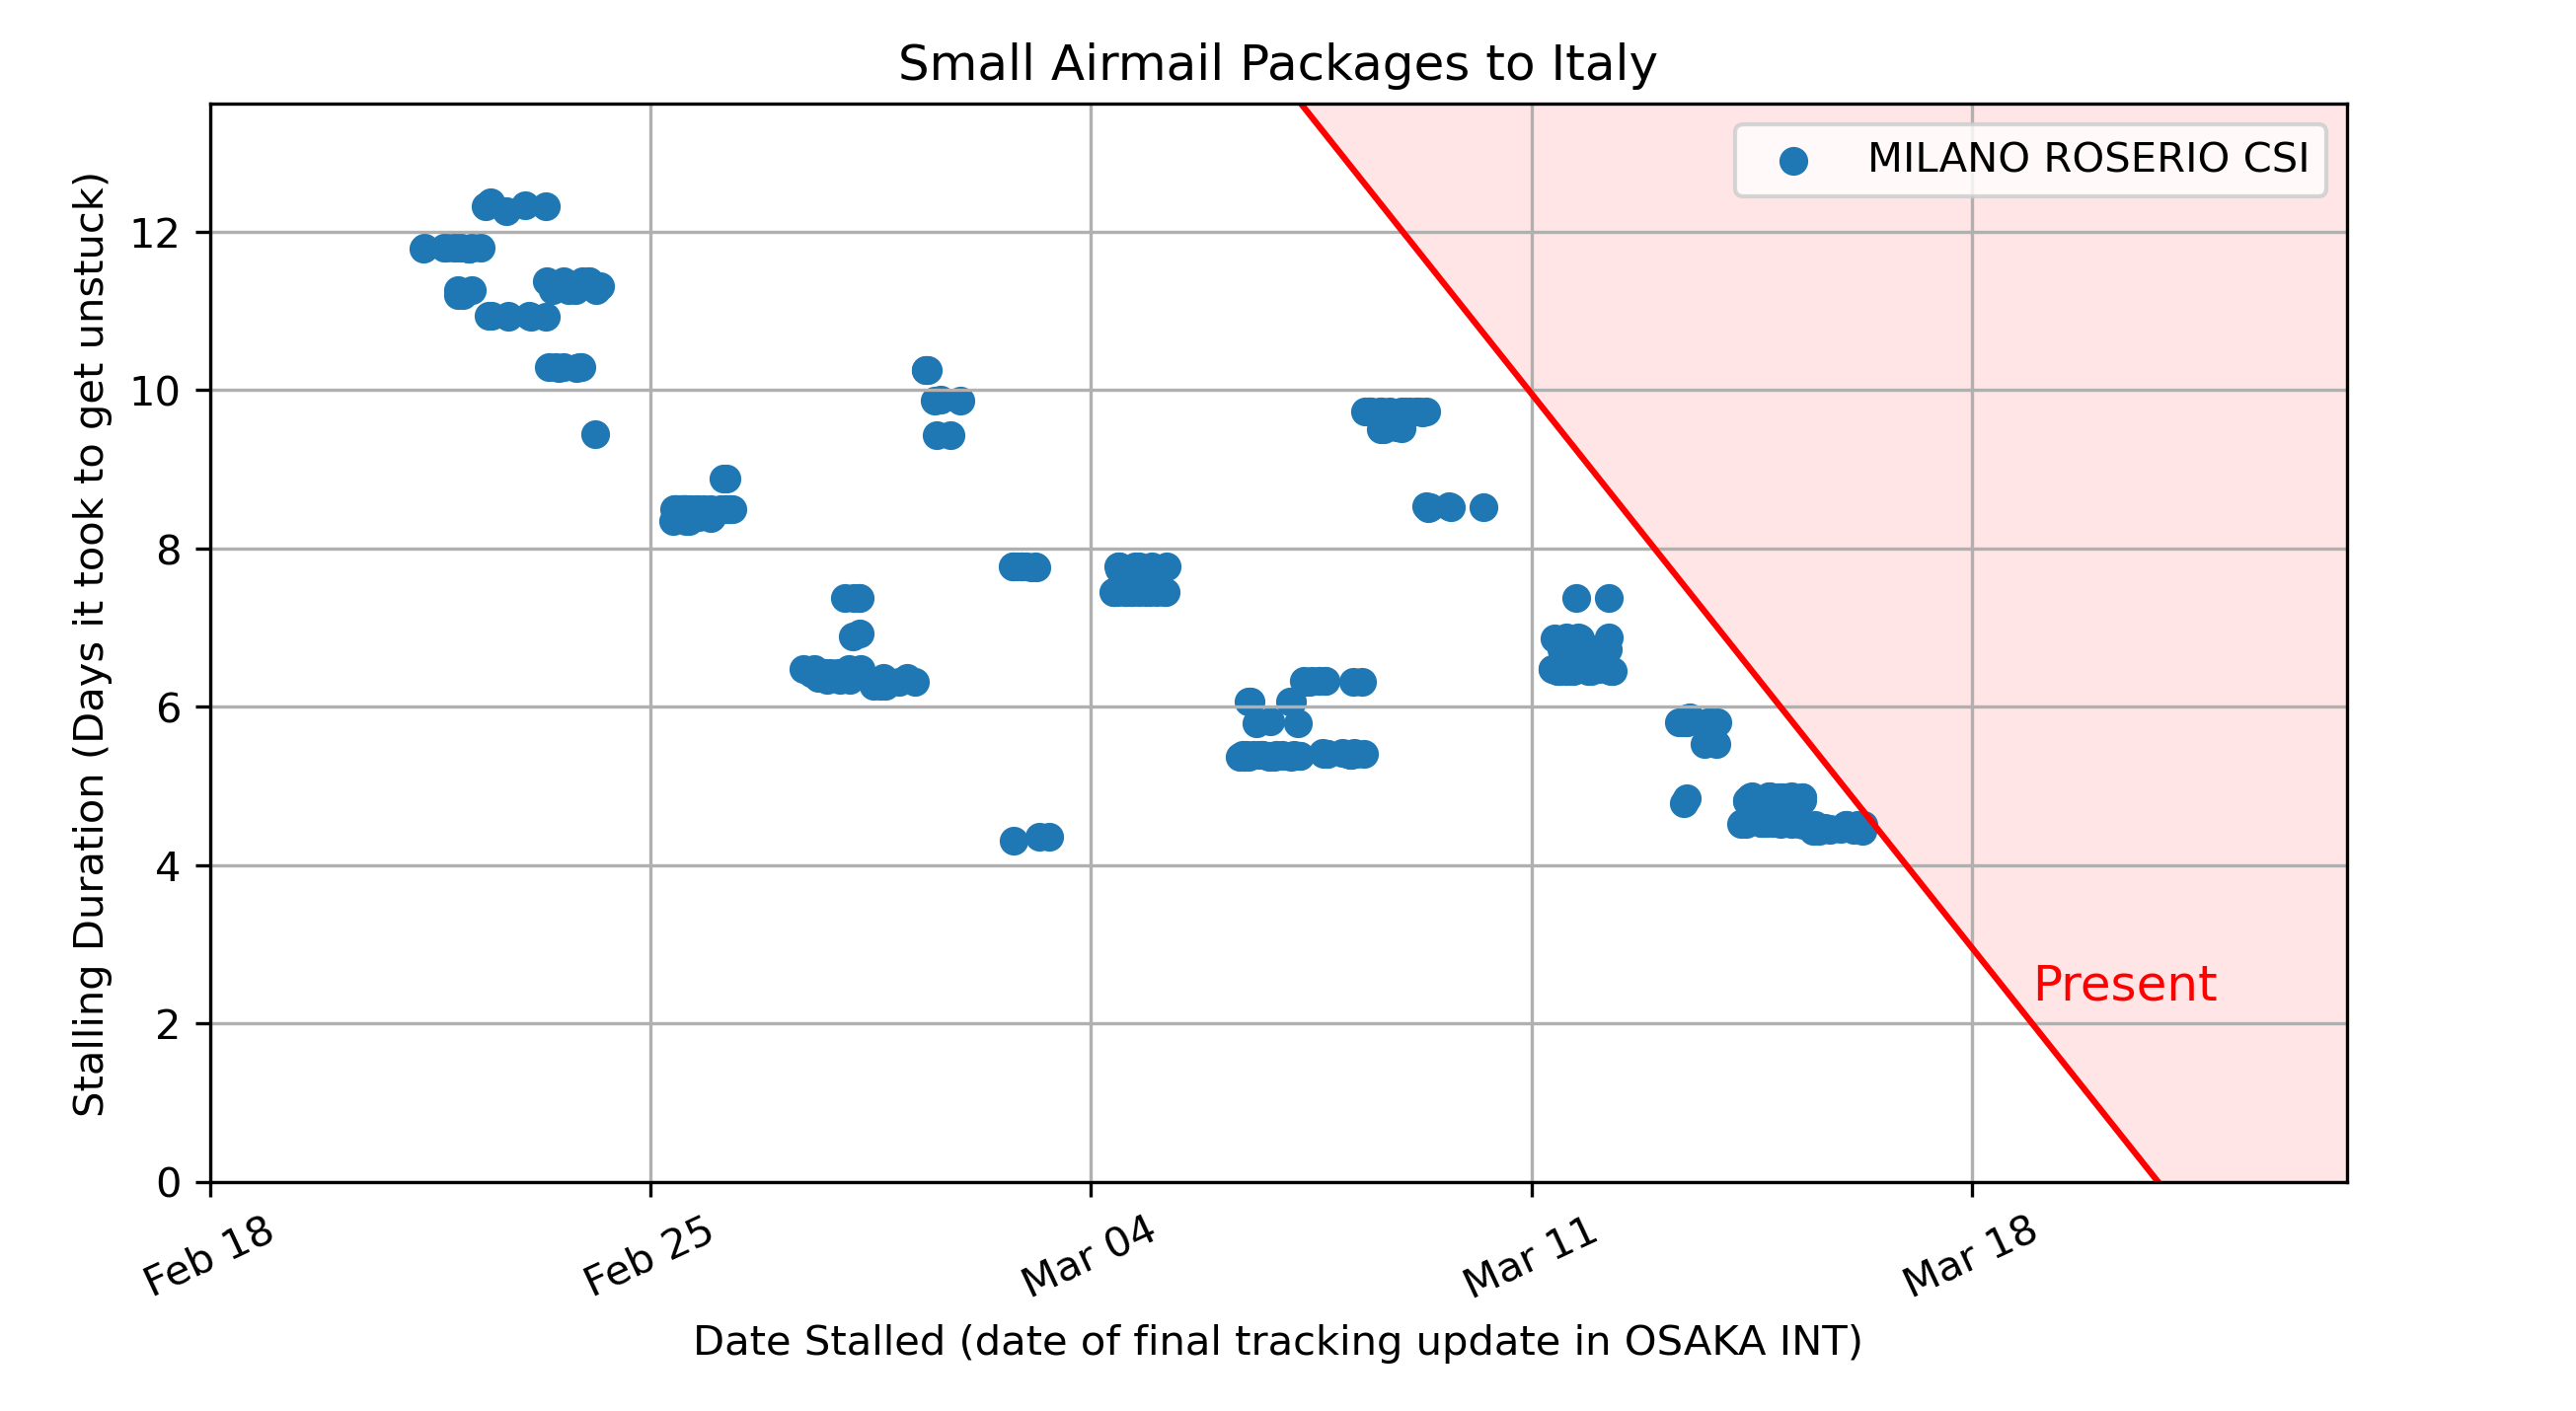 Small Airmail Packages to Italy
MILANO ROSERIO CSI
Stalling Duration (Days it took to get unstuck)
12
10
8
6
4
2
0
Present
Feb 18
Feb 25
Mar 04
Mar 11
Mar 18
Date Stalled (date of final tracking update in OSAKA INT)